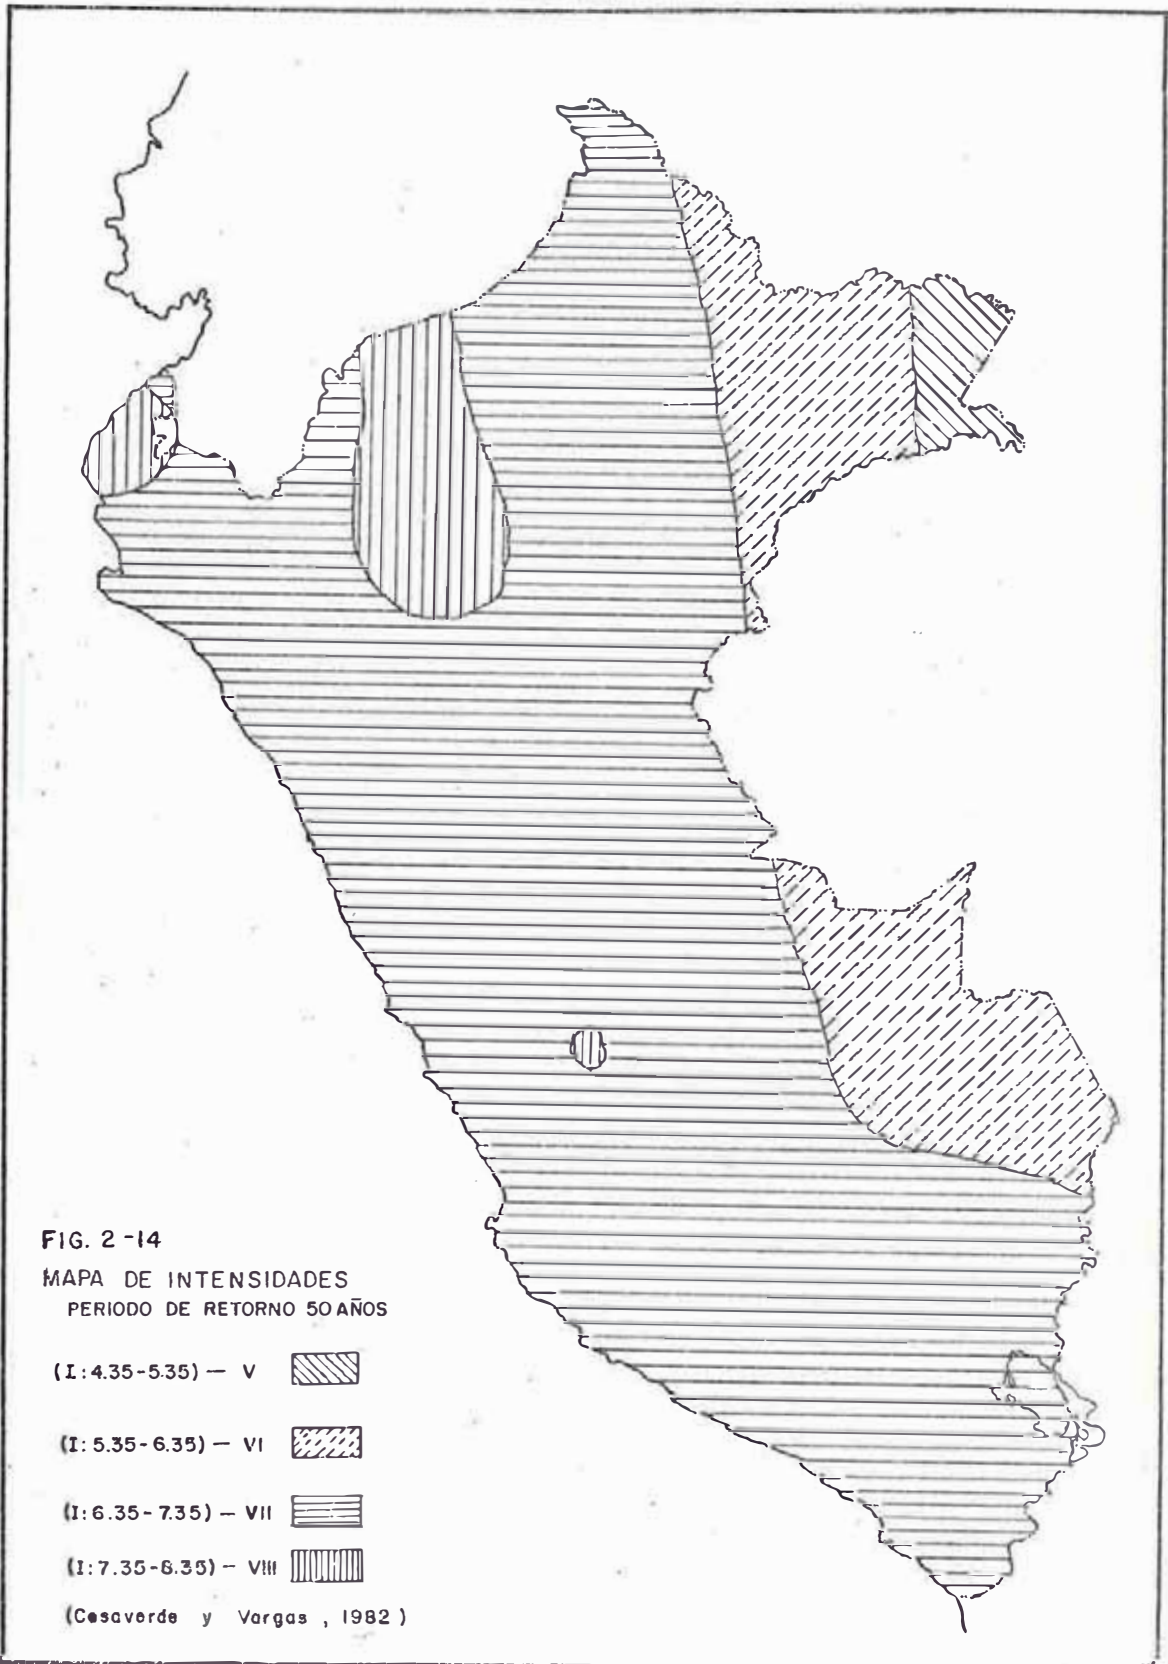 FIG. 2-14
MAPA DE INTENSIDADES
PERIODO DE RETORNO 50 AÑOS
(I:4.35-5.35) — V
(I:5.35-6.35) — VI
(I:6.35-7.35) — VII
(I:7.35-8.35) — VIII
(Cesaverde y Vargas , 1982 )